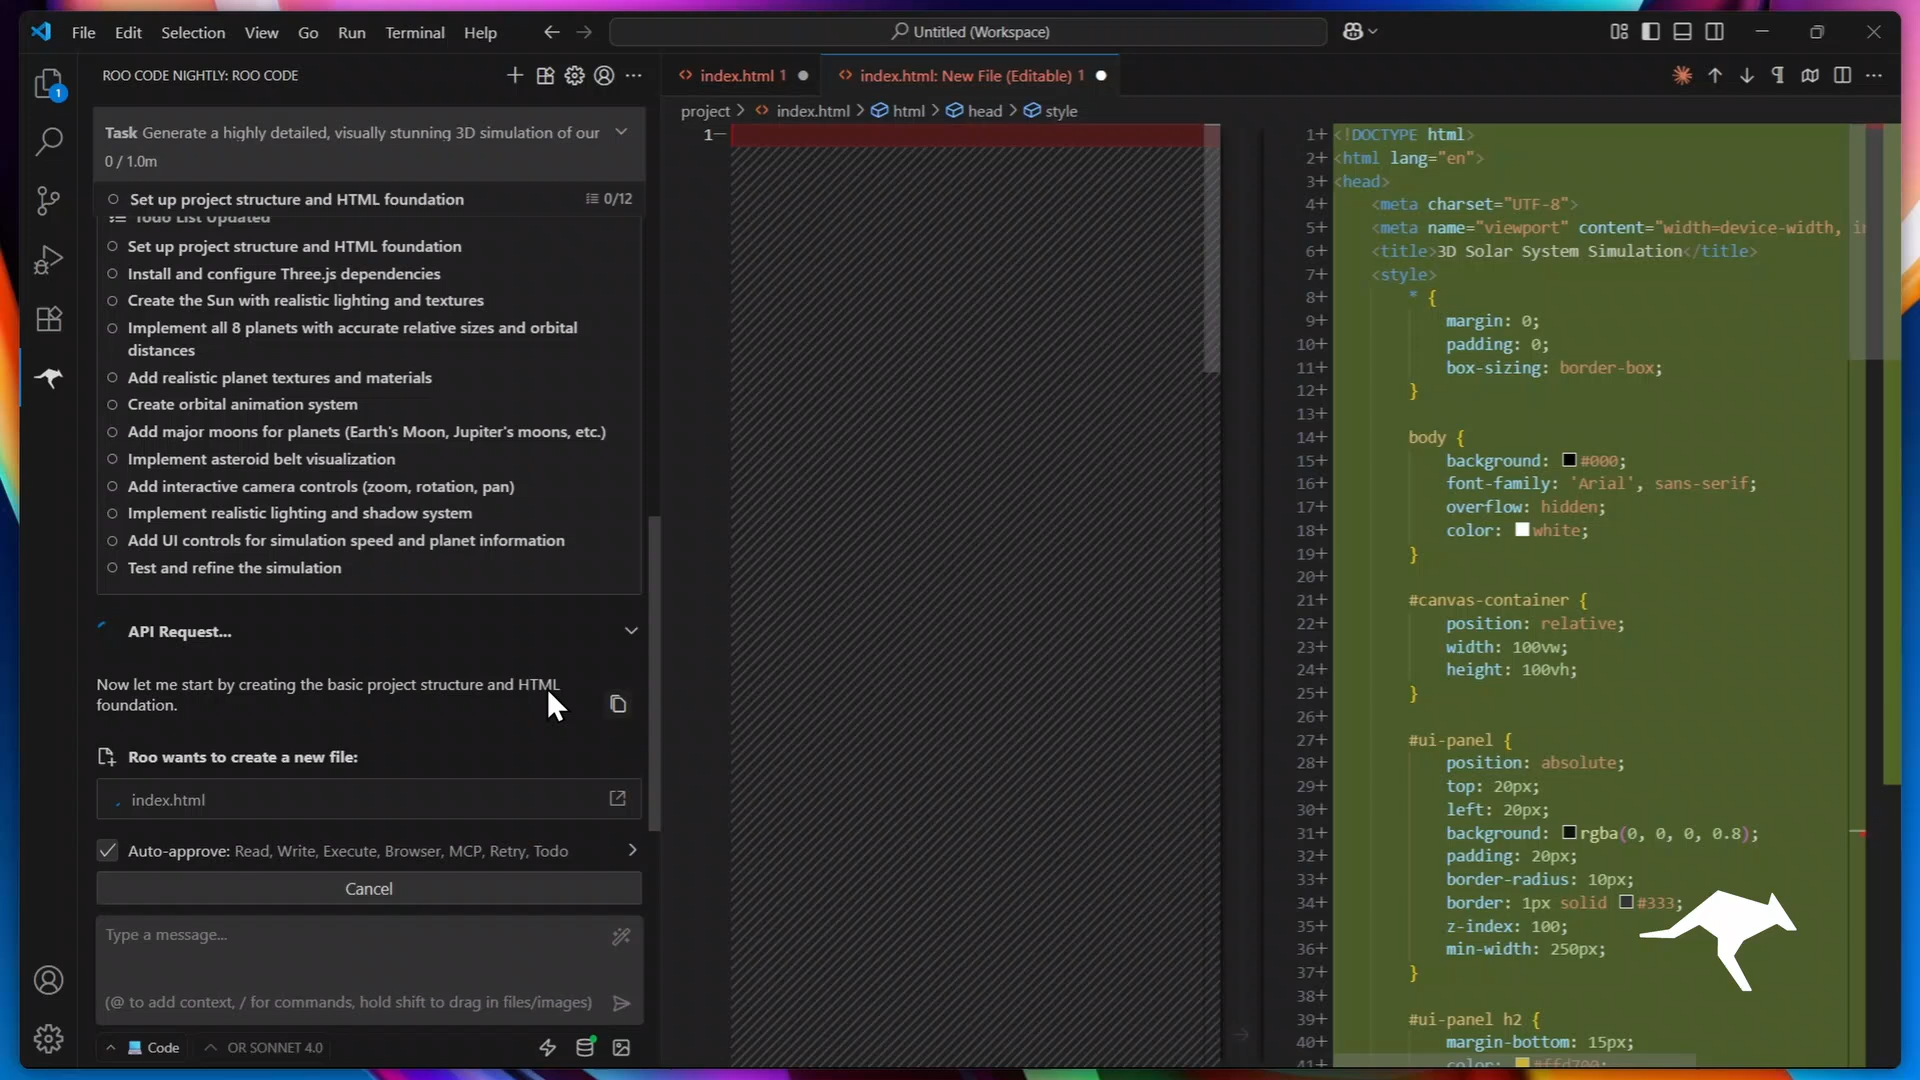 File Edit Selection View Go Run Terminal Help
Untitled (Workspace)
ROO CODE NIGHTLY: ROO CODE
1
Task Generate a highly detailed, visually stunning 3D simulation of our
0 / 1.0m
Set up project structure and HTML foundation 0/12
Todo List Updated
Set up project structure and HTML foundation
Install and configure Three.js dependencies
Create the Sun with realistic lighting and textures
Implement all 8 planets with accurate relative sizes and orbital
distances
Add realistic planet textures and materials
Create orbital animation system
Add major moons for planets (Earth's Moon, Jupiter's moons, etc.)
Implement asteroid belt visualization
Add interactive camera controls (zoom, rotation, pan)
Implement realistic lighting and shadow system
Add UI controls for simulation speed and planet information
Test and refine the simulation
API Request...
Now let me start by creating the basic project structure and HTML
foundation.
Roo wants to create a new file:
index.html
Auto-approve: Read, Write, Execute, Browser, MCP, Retry, Todo
Cancel
Type a message...
(@ to add context, / for commands, hold shift to drag in files/images)
Code OR SONNET 4.0
index.html 1 index.html: New File (Editable) 1
project > index.html > html > head > style
1−
1+ <!DOCTYPE html>
2+ <html lang="en">
3+ <head>
4+ <meta charset="UTF-8">
5+ <meta name="viewport" content="width=device-width, i
6+ <title>3D Solar System Simulation</title>
7+ <style>
8+ * {
9+ margin: 0;
10+ padding: 0;
11+ box-sizing: border-box;
12+ }
13+
14+ body {
15+ background: #000;
16+ font-family: 'Arial', sans-serif;
17+ overflow: hidden;
18+ color: white;
19+ }
20+
21+ #canvas-container {
22+ position: relative;
23+ width: 100vw;
24+ height: 100vh;
25+ }
26+
27+ #ui-panel {
28+ position: absolute;
29+ top: 20px;
30+ left: 20px;
31+ background: rgba(0, 0, 0, 0.8);
32+ padding: 20px;
33+ border-radius: 10px;
34+ border: 1px solid #333;
35+ z-index: 100;
36+ min-width: 250px;
37+ }
38+
39+ #ui-panel h2 {
40+ margin-bottom: 15px;
41+ color: #ffd700;